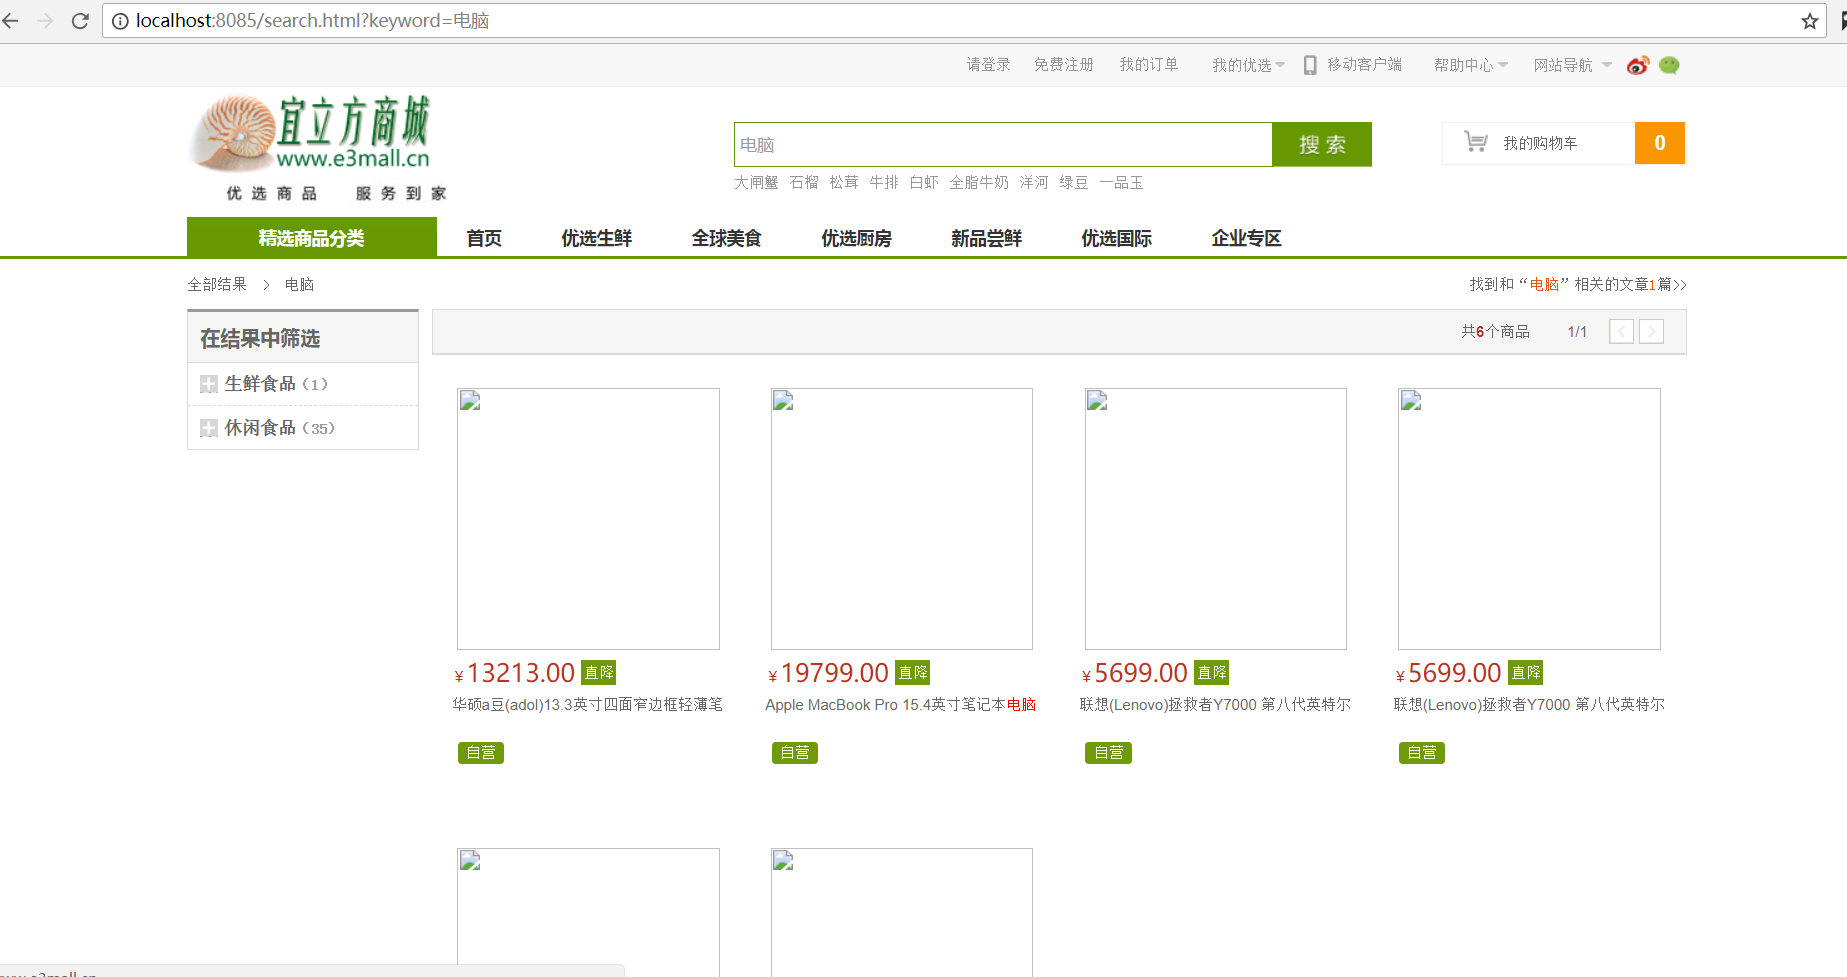 localhost:8085/search.html?keyword=电脑
请登录 免费注册 我的订单 我的优选 移动客户端 帮助中心 网站导航
宜立方商城
www.e3mall.cn
优选商品 服务到家
电脑 搜索
我的购物车 0
大闸蟹 石榴 松茸 牛排 白虾 全脂牛奶 洋河 绿豆 一品玉
精选商品分类 首页 优选生鲜 全球美食 优选厨房 新品尝鲜 优选国际 企业专区
全部结果 > 电脑
找到和“电脑”相关的文章1篇>>
在结果中筛选
生鲜食品（1）
休闲食品（35）
共6个商品 1/1
¥13213.00 直降
华硕a豆(adol)13.3英寸四面窄边框轻薄笔
自营
¥19799.00 直降
Apple MacBook Pro 15.4英寸笔记本电脑
自营
¥5699.00 直降
联想(Lenovo)拯救者Y7000 第八代英特尔
自营
¥5699.00 直降
联想(Lenovo)拯救者Y7000 第八代英特尔
自营